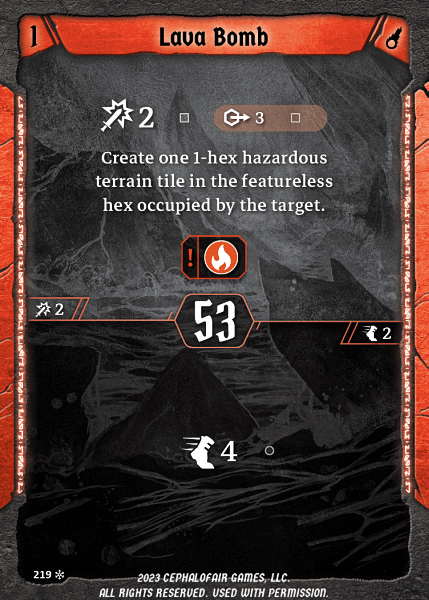 1
Lava Bomb
2
3
Create one 1-hex hazardous
terrain tile in the featureless
hex occupied by the target.
!
2
53
2
4
219
2023 CEPHALOFAIR GAMES, LLC.
ALL RIGHTS RESERVED. USED WITH PERMISSION.